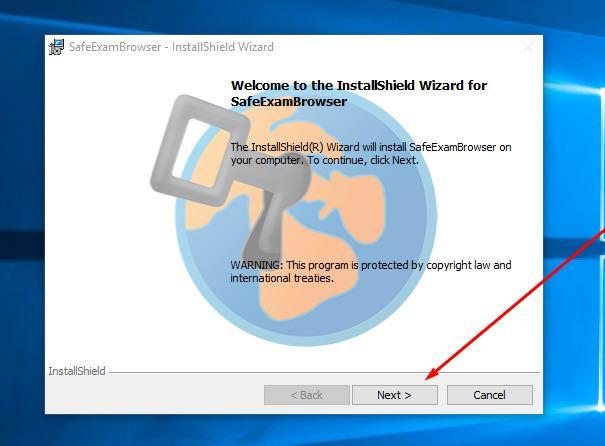 SafeExamBrowser - InstallShield Wizard
Welcome to the InstallShield Wizard for
SafeExamBrowser
The InstallShield(R) Wizard will install SafeExamBrowser on
your computer. To continue, click Next.
WARNING: This program is protected by copyright law and
international treaties.
InstallShield
< Back
Next >
Cancel